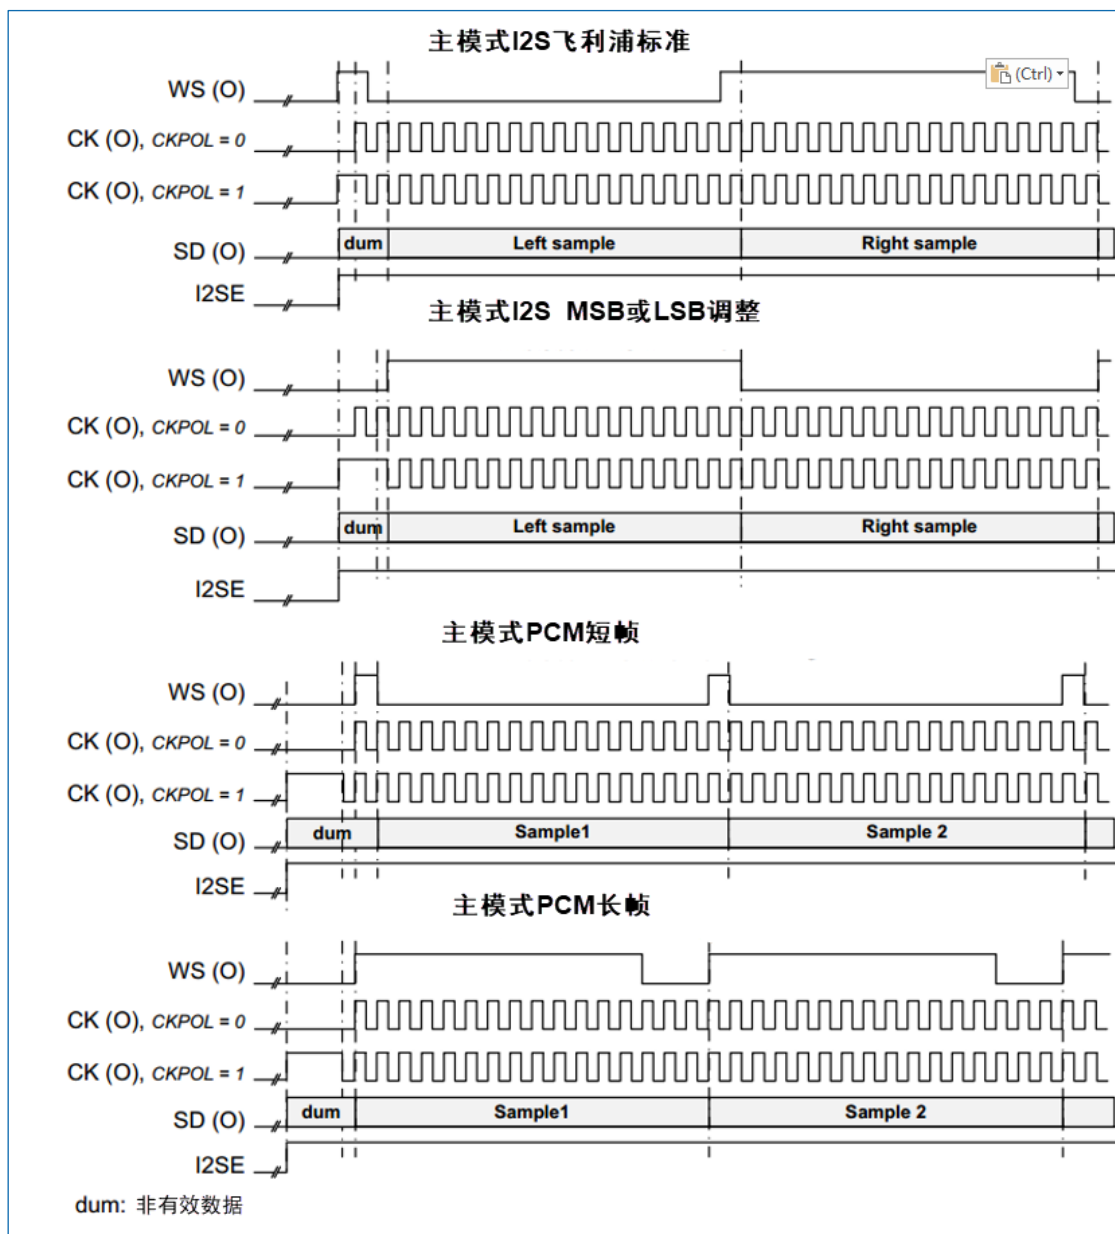 主模式I2S飞利浦标准
WS (O)
(Ctrl)
CK (O), CKPOL = 0
CK (O), CKPOL = 1
SD (O) dum Left sample Right sample
I2SE
主模式I2S MSB或LSB调整
WS (O)
CK (O), CKPOL = 0
CK (O), CKPOL = 1
SD (O) dum Left sample Right sample
I2SE
主模式PCM短帧
WS (O)
CK (O), CKPOL = 0
CK (O), CKPOL = 1
SD (O) dum Sample1 Sample 2
I2SE
主模式PCM长帧
WS (O)
CK (O), CKPOL = 0
CK (O), CKPOL = 1
SD (O) dum Sample1 Sample 2
I2SE
dum: 非有效数据